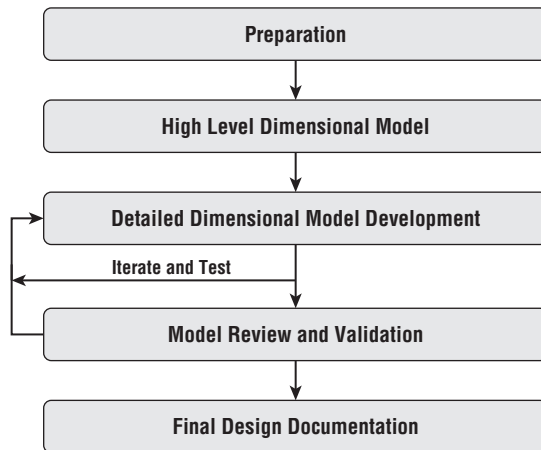 Preparation
High Level Dimensional Model
Detailed Dimensional Model Development
Iterate and Test
Model Review and Validation
Final Design Documentation